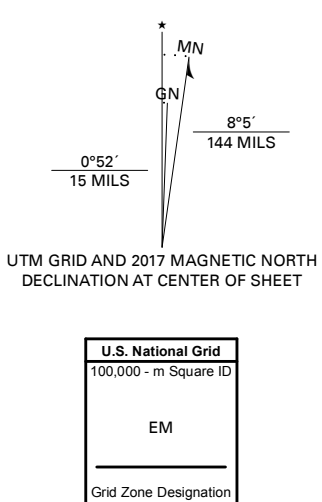 ★
MN
GN
8°5´
144 MILS
0°52´
15 MILS
UTM GRID AND 2017 MAGNETIC NORTH
DECLINATION AT CENTER OF SHEET
U.S. National Grid
100,000 - m Square ID
EM
Grid Zone Designation